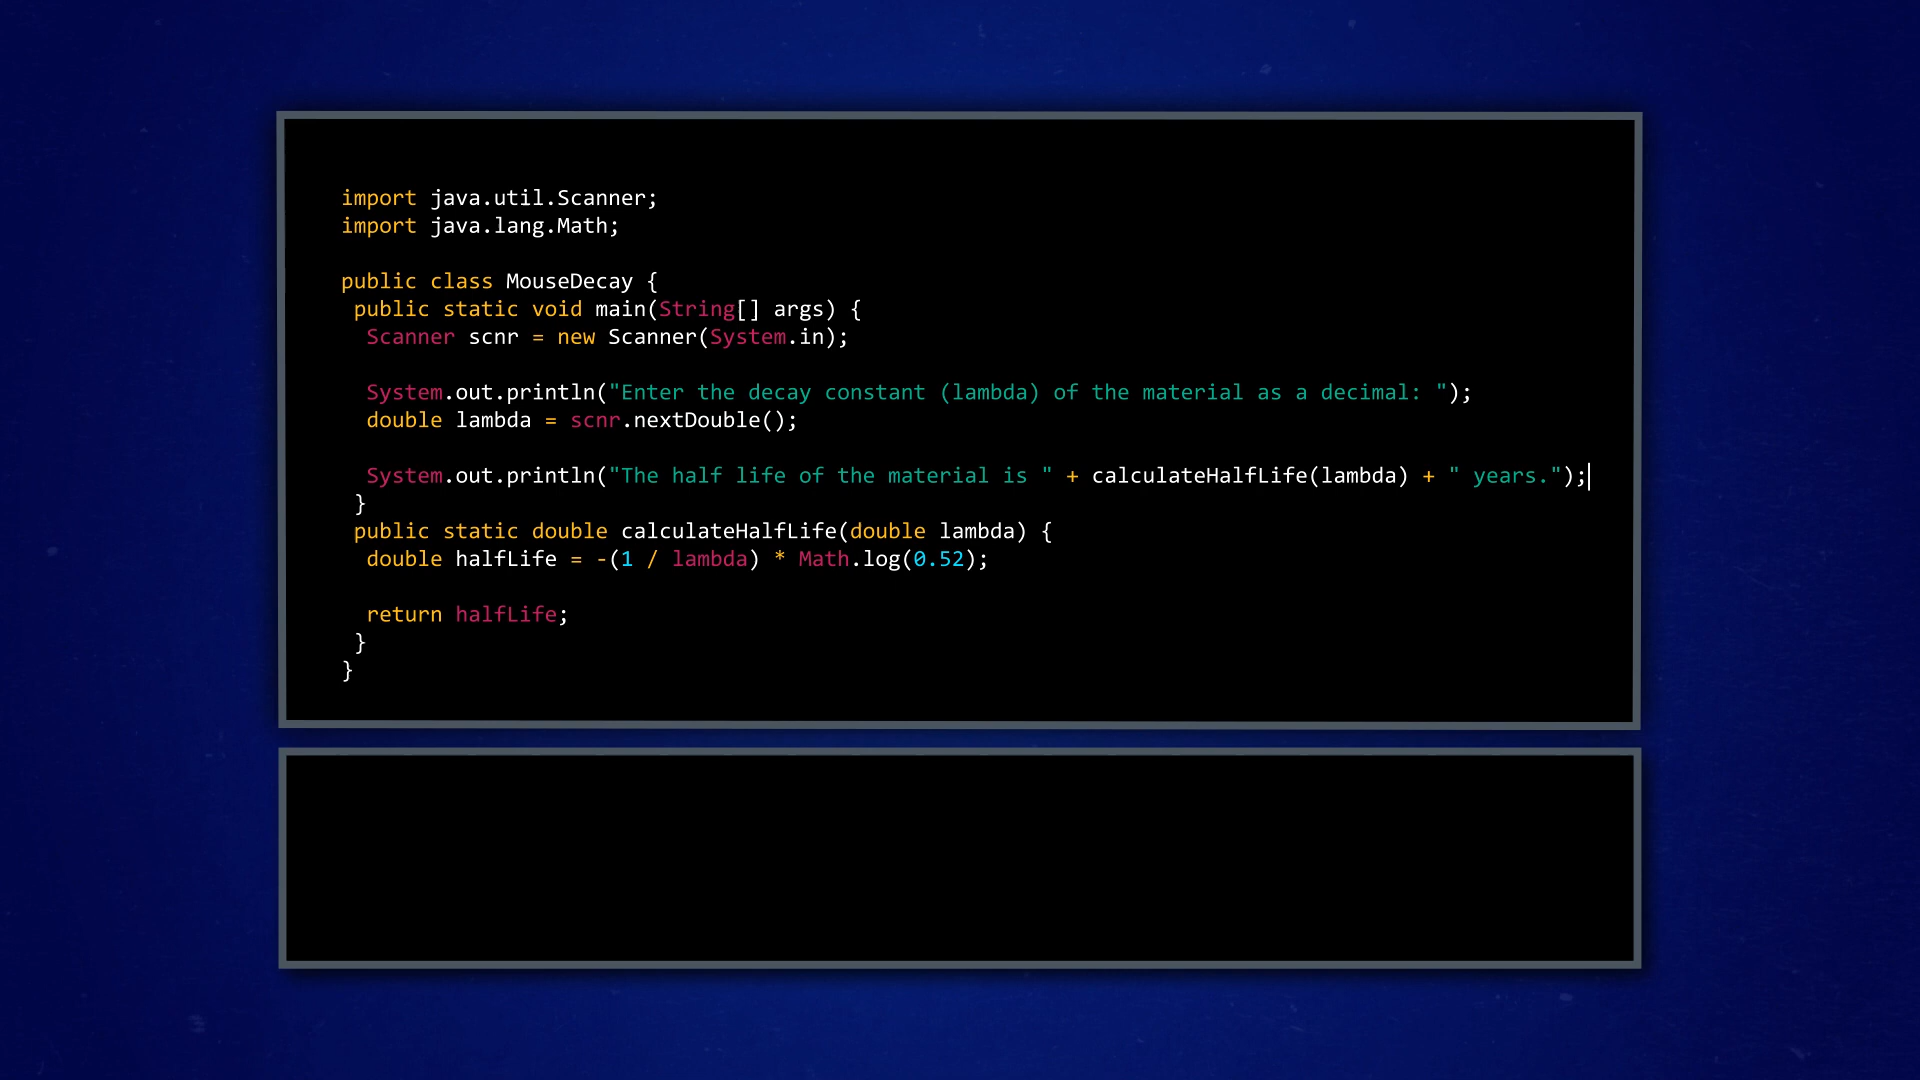 import java.util.Scanner;
import java.lang.Math;
public class MouseDecay {
public static void main(String[] args) {
Scanner scnr = new Scanner(System.in);
System.out.println("Enter the decay constant (lambda) of the material as a decimal: ");
double lambda = scnr.nextDouble();
System.out.println("The half life of the material is " + calculateHalfLife(lambda) + " years.");
}
public static double calculateHalfLife(double lambda) {
double halfLife = -(1 / lambda) * Math.log(0.52);
return halfLife;
}
}